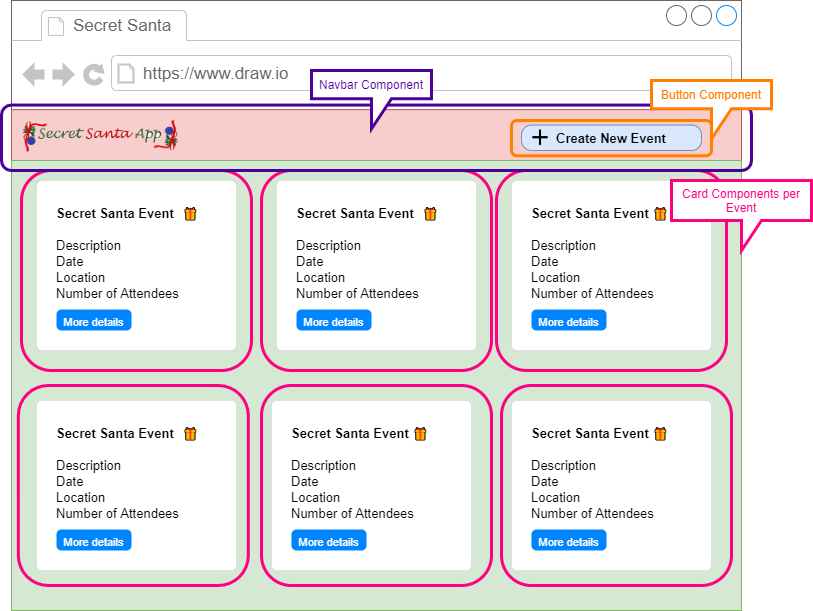 Secret Santa
https://www.draw.io
Navbar Component
Button Component
Secret Santa App
Create New Event
Card Components per
Event
Secret Santa Event
Description
Date
Location
Number of Attendees
More details
Secret Santa Event
Description
Date
Location
Number of Attendees
More details
Secret Santa Event
Description
Date
Location
Number of Attendees
More details
Secret Santa Event
Description
Date
Location
Number of Attendees
More details
Secret Santa Event
Description
Date
Location
Number of Attendees
More details
Secret Santa Event
Description
Date
Location
Number of Attendees
More details